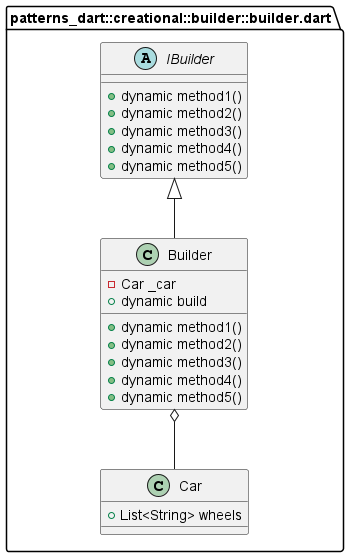 patterns_dart::creational::builder::builder.dart
A IBuilder
dynamic method1()
dynamic method2()
dynamic method3()
dynamic method4()
dynamic method5()
C Builder
Car _car
dynamic build
dynamic method1()
dynamic method2()
dynamic method3()
dynamic method4()
dynamic method5()
C Car
List<String> wheels